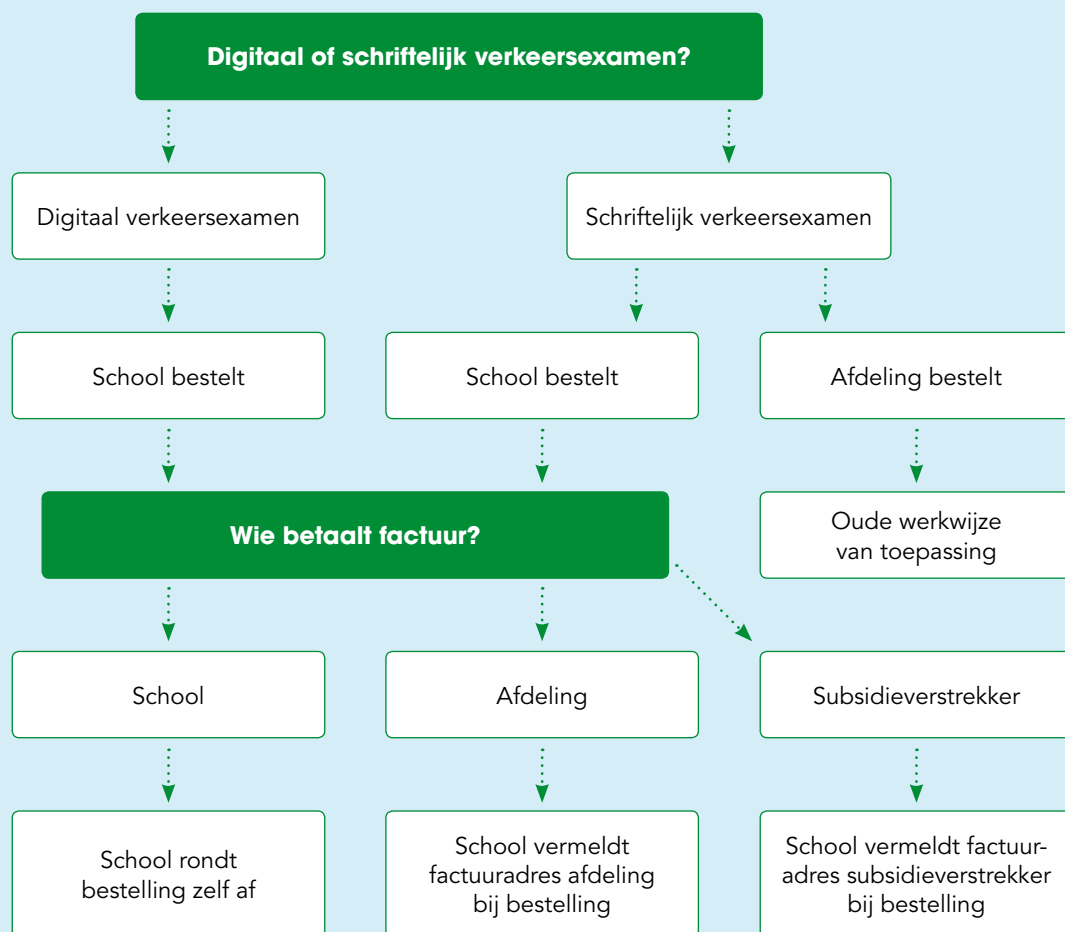 Digitaal of schriftelijk verkeersexamen?
Digitaal verkeersexamen
Schriftelijk verkeersexamen
School bestelt
School bestelt
Afdeling bestelt
Wie betaalt factuur?
Oude werkwijze
van toepassing
School
Afdeling
Subsidieverstrekker
School rondt
bestelling zelf af
School vermeldt
factuuradres afdeling
bij bestelling
School vermeldt factuur-
adres subsidieverstrekker
bij bestelling